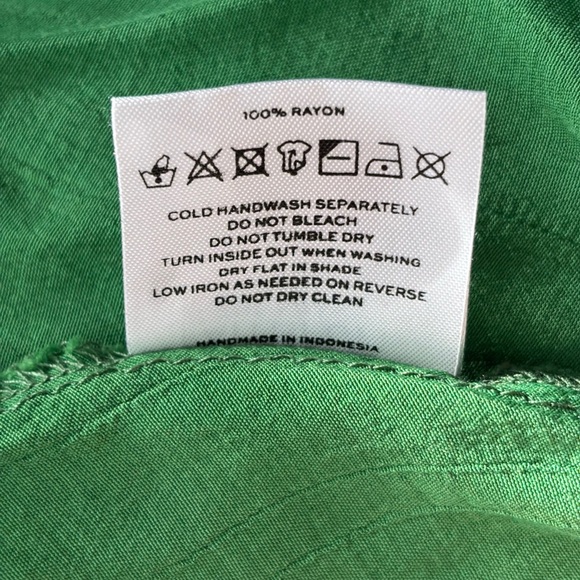 100% RAYON
COLD HANDWASH SEPARATELY
DO NOT BLEACH
DO NOT TUMBLE DRY
TURN INSIDE OUT WHEN WASHING
DRY FLAT IN SHADE
LOW IRON AS NEEDED ON REVERSE
DO NOT DRY CLEAN
HANDMADE IN INDONESIA